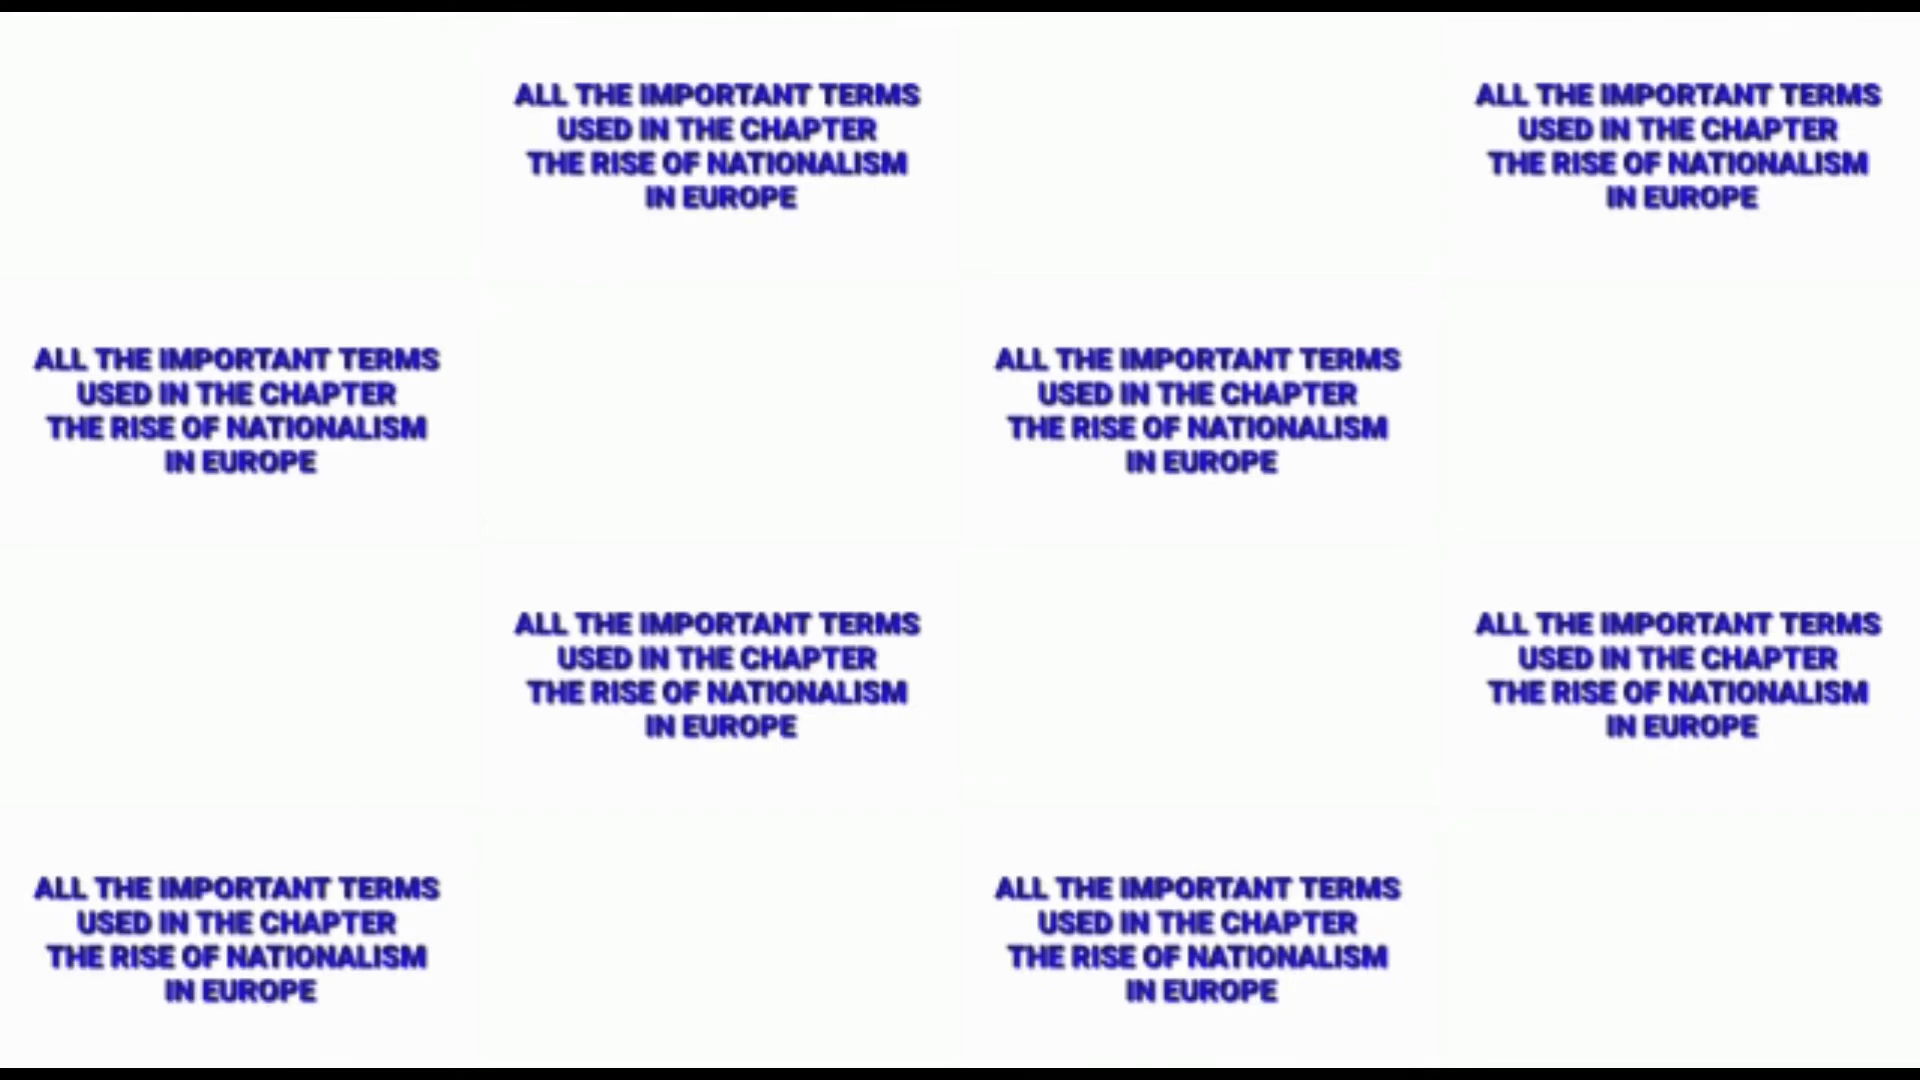 ALL THE IMPORTANT TERMS
USED IN THE CHAPTER
THE RISE OF NATIONALISM
IN EUROPE
ALL THE IMPORTANT TERMS
USED IN THE CHAPTER
THE RISE OF NATIONALISM
IN EUROPE
ALL THE IMPORTANT TERMS
USED IN THE CHAPTER
THE RISE OF NATIONALISM
IN EUROPE
ALL THE IMPORTANT TERMS
USED IN THE CHAPTER
THE RISE OF NATIONALISM
IN EUROPE
ALL THE IMPORTANT TERMS
USED IN THE CHAPTER
THE RISE OF NATIONALISM
IN EUROPE
ALL THE IMPORTANT TERMS
USED IN THE CHAPTER
THE RISE OF NATIONALISM
IN EUROPE
ALL THE IMPORTANT TERMS
USED IN THE CHAPTER
THE RISE OF NATIONALISM
IN EUROPE
ALL THE IMPORTANT TERMS
USED IN THE CHAPTER
THE RISE OF NATIONALISM
IN EUROPE